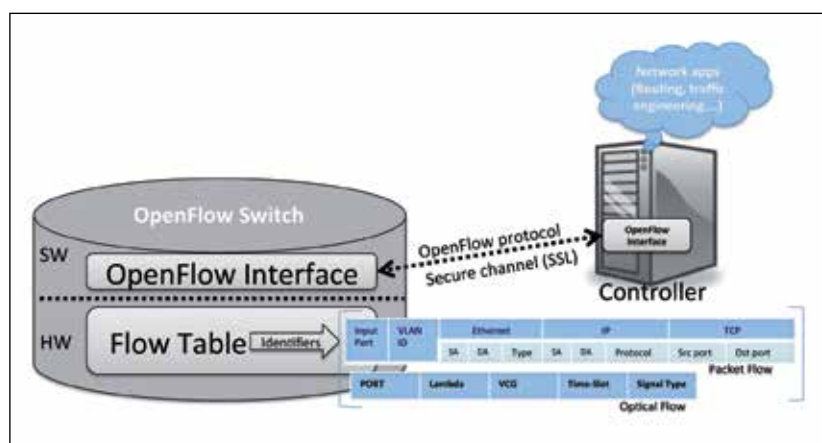 Network apps
(Routing, traffic
engineering...)
OpenFlow Switch
SW
OpenFlow Interface
OpenFlow protocol
Secure channel (SSL)
OpenFlow
Interface
Controller
HW
Flow Table
Identifiers
Input
Port
VLAN
ID
Ethernet
IP
TCP
SA DA Type SA DA Protocol Src port Dst port
Packet Flow
PORT Lambda VCG Time-Slot Signal Type
Optical Flow